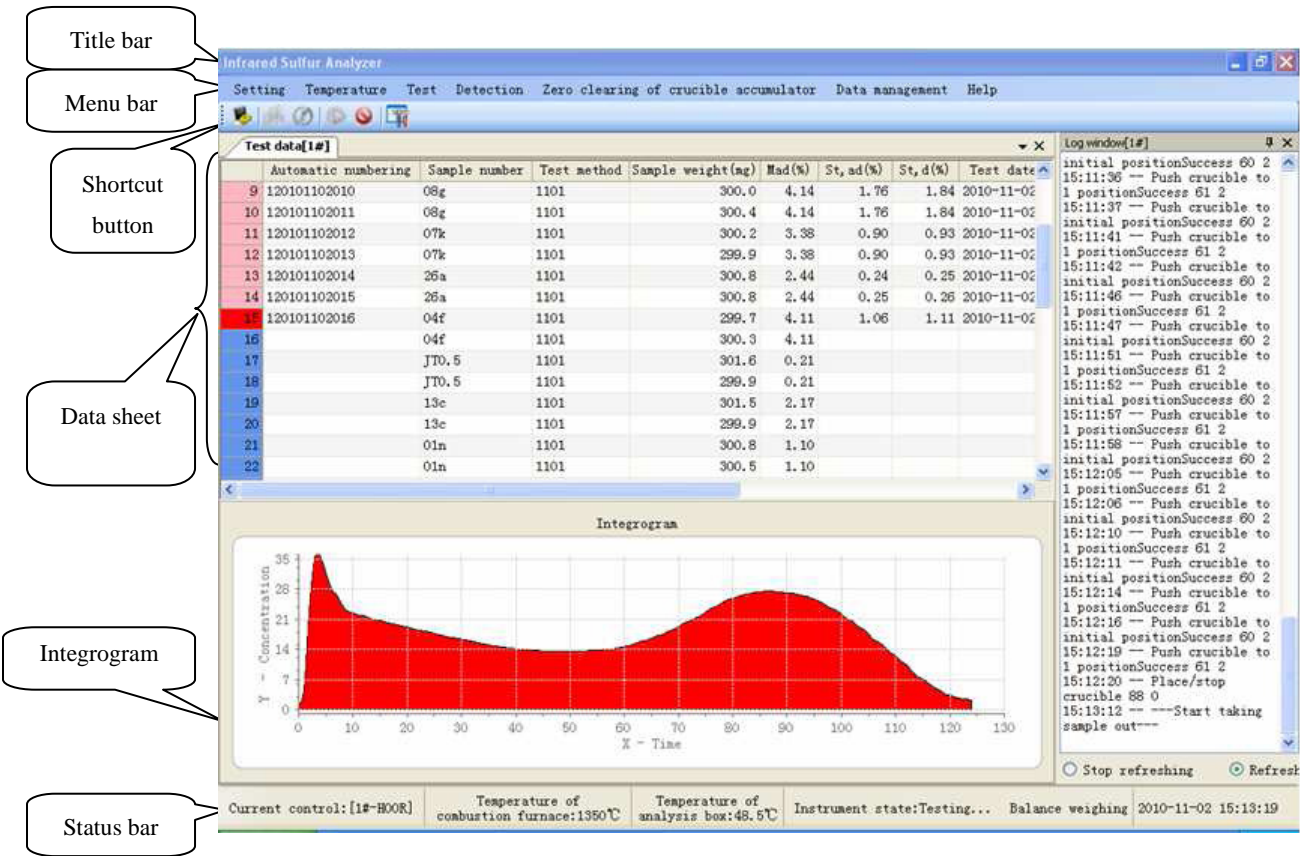 Title bar
Menu bar
Shortcut
button
Data sheet
Integrogram
Status bar
Infrared Sulfur Analyzer
Setting Temperature Test Detection Zero clearing of crucible accumulator Data management Help
Test data[1#]
Automatic numbering Sample number Test method Sample weight(mg) Mad(%) St,ad(%) St,d(%) Test date
9 120101102010 08g 1101 300.0 4.14 1.76 1.84 2010-11-02
10 120101102011 08g 1101 300.4 4.14 1.76 1.84 2010-11-02
11 120101102012 07k 1101 300.2 3.38 0.90 0.93 2010-11-02
12 120101102013 07k 1101 299.9 3.38 0.90 0.93 2010-11-02
13 120101102014 26a 1101 300.8 2.44 0.24 0.25 2010-11-02
14 120101102015 26a 1101 300.8 2.44 0.25 0.26 2010-11-02
15 120101102016 04f 1101 299.7 4.11 1.06 1.11 2010-11-02
16 04f 1101 300.3 4.11
17 JT0.5 1101 301.6 0.21
18 JT0.5 1101 299.9 0.21
19 13c 1101 301.5 2.17
20 13c 1101 299.9 2.17
21 01n 1101 300.8 1.10
22 01n 1101 300.5 1.10
Integrogram
Y - Concentration
35
28
21
14
7
0
0 10 20 30 40 50 60 70 80 90 100 110 120 130
X - Time
Log window[1#]
initial positionSuccess 60 2
15:11:36 -- Push crucible to
1 positionSuccess 61 2
15:11:37 -- Push crucible to
initial positionSuccess 60 2
15:11:41 -- Push crucible to
1 positionSuccess 61 2
15:11:42 -- Push crucible to
initial positionSuccess 60 2
15:11:46 -- Push crucible to
1 positionSuccess 61 2
15:11:47 -- Push crucible to
initial positionSuccess 60 2
15:11:51 -- Push crucible to
1 positionSuccess 61 2
15:11:52 -- Push crucible to
initial positionSuccess 60 2
15:11:57 -- Push crucible to
1 positionSuccess 61 2
15:11:58 -- Push crucible to
initial positionSuccess 60 2
15:12:05 -- Push crucible to
1 positionSuccess 61 2
15:12:06 -- Push crucible to
initial positionSuccess 60 2
15:12:10 -- Push crucible to
1 positionSuccess 61 2
15:12:11 -- Push crucible to
initial positionSuccess 60 2
15:12:14 -- Push crucible to
1 positionSuccess 61 2
15:12:16 -- Push crucible to
initial positionSuccess 60 2
15:12:19 -- Push crucible to
1 positionSuccess 61 2
15:12:20 -- Place/stop
crucible 88 0
15:13:12 -- ---Start taking
sample out---
Stop refreshing Refresh
Current control:[1#-HOOR]
Temperature of
combustion furnace:1350℃
Temperature of
analysis box:48.5℃
Instrument state:Testing... Balance weighing 2010-11-02 15:13:19